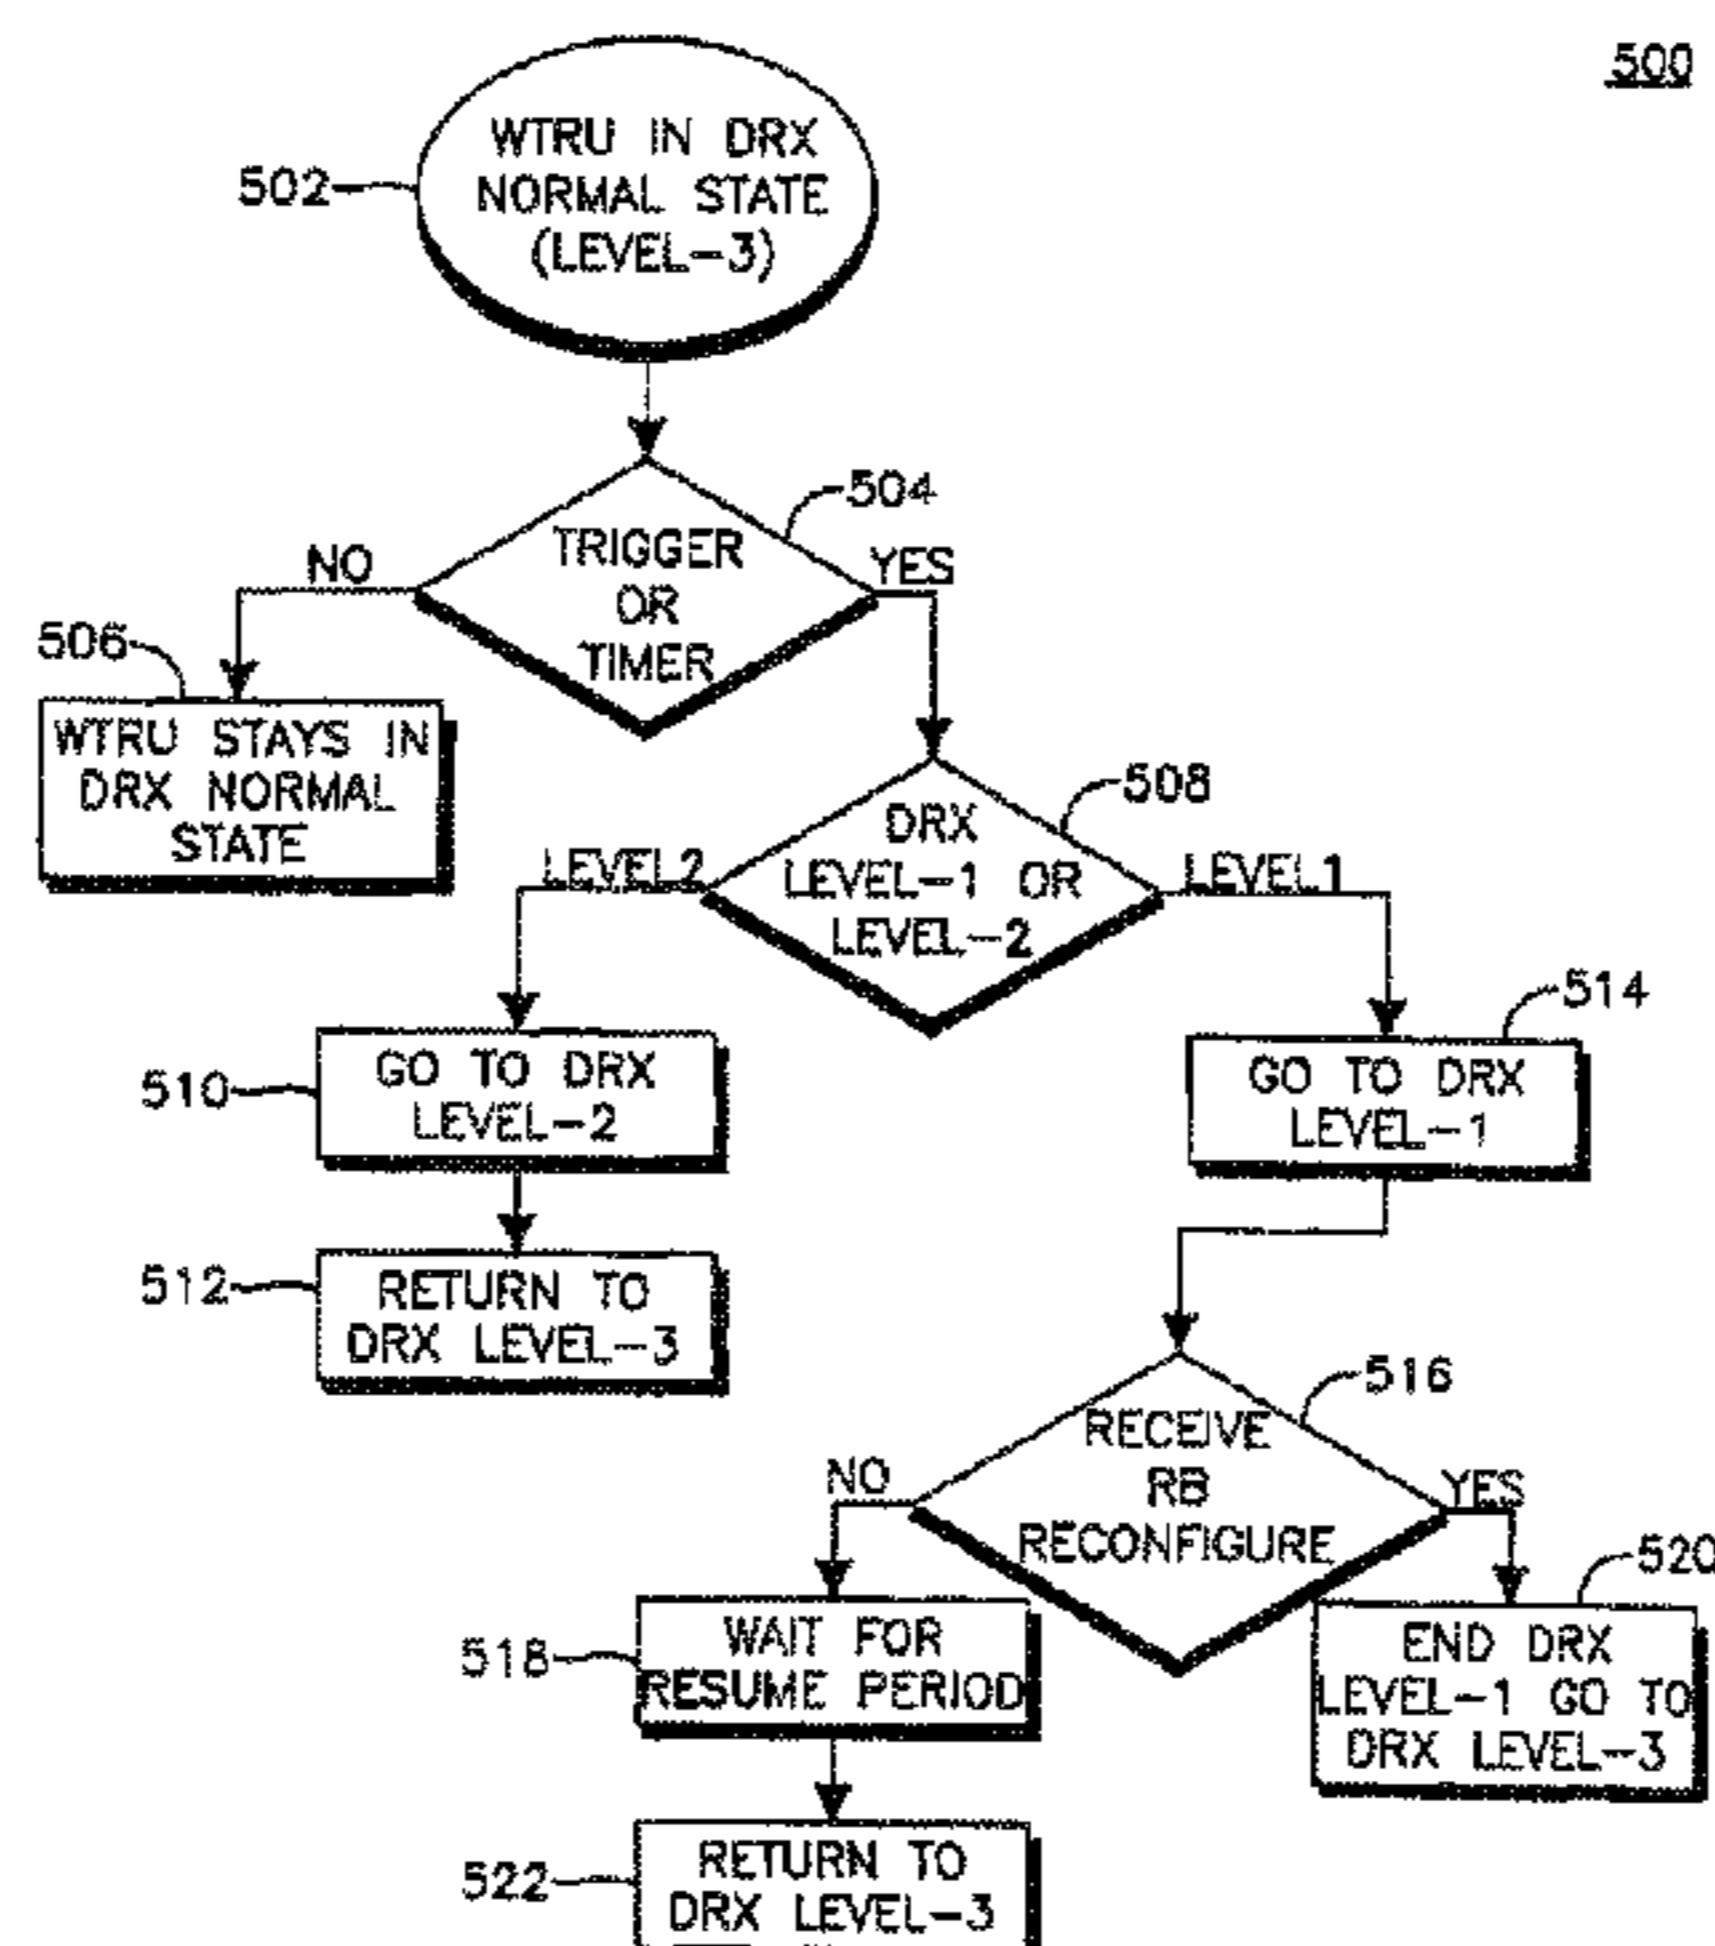 500
WTRU IN DRX
NORMAL STATE
(LEVEL-3)
502
504
TRIGGER
OR
TIMER
NO
YES
506
WTRU STAYS IN
DRX NORMAL
STATE
508
DRX
LEVEL-1 OR
LEVEL-2
LEVEL2
LEVEL1
510
GO TO DRX
LEVEL-2
514
GO TO DRX
LEVEL-1
512
RETURN TO
DRX LEVEL-3
516
RECEIVE
RB
RECONFIGURE
NO
YES
518
WAIT FOR
RESUME PERIOD
520
END DRX
LEVEL-1 GO TO
DRX LEVEL-3
522
RETURN TO
DRX LEVEL-3